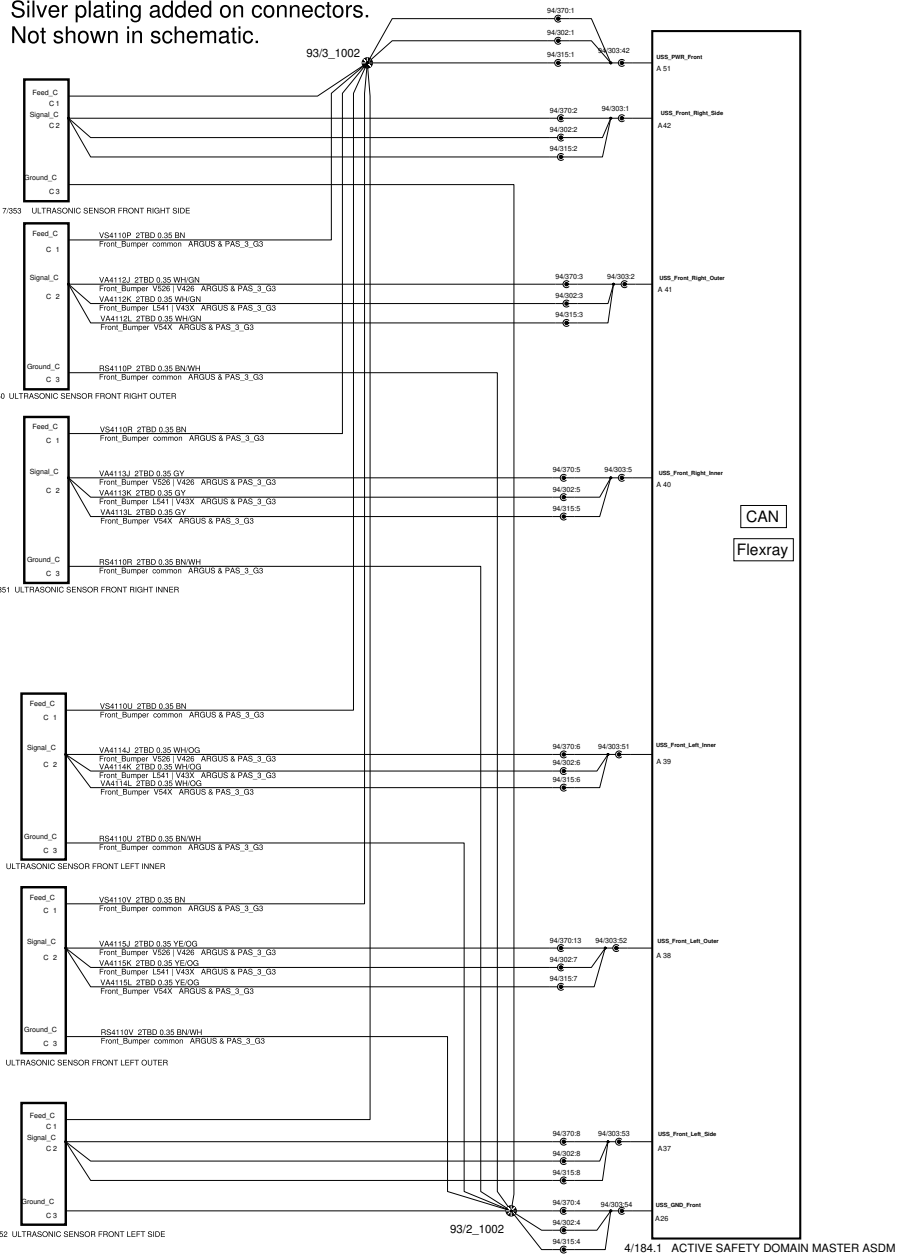 Silver plating added on connectors.
Not shown in schematic.
93/3_1002
94/370:1
94/302:1
94/315:1
94/303:42
USS_PWR_Front
A 51
Feed_C
C 1
Signal_C
C 2
Ground_C
C 3
7/353 ULTRASONIC SENSOR FRONT RIGHT SIDE
94/370:2
94/302:2
94/315:2
94/303:1
USS_Front_Right_Side
A42
Feed_C
C 1
Signal_C
C 2
Ground_C
C 3
0 ULTRASONIC SENSOR FRONT RIGHT OUTER
VS4110P 2TBD 0.35 BN
Front_Bumper common ARGUS & PAS_3_G3
VA4112J 2TBD 0.35 WH/GN
Front_Bumper V526 | V426 ARGUS & PAS_3_G3
VA4112K 2TBD 0.35 WH/GN
Front_Bumper L541 | V43X ARGUS & PAS_3_G3
VA4112L 2TBD 0.35 WH/GN
Front_Bumper V54X ARGUS & PAS_3_G3
RS4110P 2TBD 0.35 BN/WH
Front_Bumper common ARGUS & PAS_3_G3
94/370:3
94/302:3
94/315:3
94/303:2
USS_Front_Right_Outer
A 41
Feed_C
C 1
Signal_C
C 2
Ground_C
C 3
351 ULTRASONIC SENSOR FRONT RIGHT INNER
VS4110R 2TBD 0.35 BN
Front_Bumper common ARGUS & PAS_3_G3
VA4113J 2TBD 0.35 GY
Front_Bumper V526 | V426 ARGUS & PAS_3_G3
VA4113K 2TBD 0.35 GY
Front_Bumper L541 | V43X ARGUS & PAS_3_G3
VA4113L 2TBD 0.35 GY
Front_Bumper V54X ARGUS & PAS_3_G3
RS4110R 2TBD 0.35 BN/WH
Front_Bumper common ARGUS & PAS_3_G3
94/370:5
94/302:5
94/315:5
94/303:5
USS_Front_Right_Inner
A 40
CAN
Flexray
Feed_C
C 1
Signal_C
C 2
Ground_C
C 3
ULTRASONIC SENSOR FRONT LEFT INNER
VS4110U 2TBD 0.35 BN
Front_Bumper common ARGUS & PAS_3_G3
VA4114J 2TBD 0.35 WH/OG
Front_Bumper V526 | V426 ARGUS & PAS_3_G3
VA4114K 2TBD 0.35 WH/OG
Front_Bumper L541 | V43X ARGUS & PAS_3_G3
VA4114L 2TBD 0.35 WH/OG
Front_Bumper V54X ARGUS & PAS_3_G3
RS4110U 2TBD 0.35 BN/WH
Front_Bumper common ARGUS & PAS_3_G3
94/370:6
94/302:6
94/315:6
94/303:51
USS_Front_Left_Inner
A 39
Feed_C
C 1
Signal_C
C 2
Ground_C
C 3
ULTRASONIC SENSOR FRONT LEFT OUTER
VS4110V 2TBD 0.35 BN
Front_Bumper common ARGUS & PAS_3_G3
VA4115J 2TBD 0.35 YE/OG
Front_Bumper V526 | V426 ARGUS & PAS_3_G3
VA4115K 2TBD 0.35 YE/OG
Front_Bumper L541 | V43X ARGUS & PAS_3_G3
VA4115L 2TBD 0.35 YE/OG
Front_Bumper V54X ARGUS & PAS_3_G3
RS4110V 2TBD 0.35 BN/WH
Front_Bumper common ARGUS & PAS_3_G3
94/370:13
94/302:7
94/315:7
94/303:52
USS_Front_Left_Outer
A 38
Feed_C
C 1
Signal_C
C 2
Ground_C
C 3
52 ULTRASONIC SENSOR FRONT LEFT SIDE
94/370:8
94/302:8
94/315:8
94/303:53
USS_Front_Left_Side
A37
93/2_1002
94/370:4
94/302:4
94/315:4
94/303:54
USS_GND_Front
A26
4/184.1 ACTIVE SAFETY DOMAIN MASTER ASDM